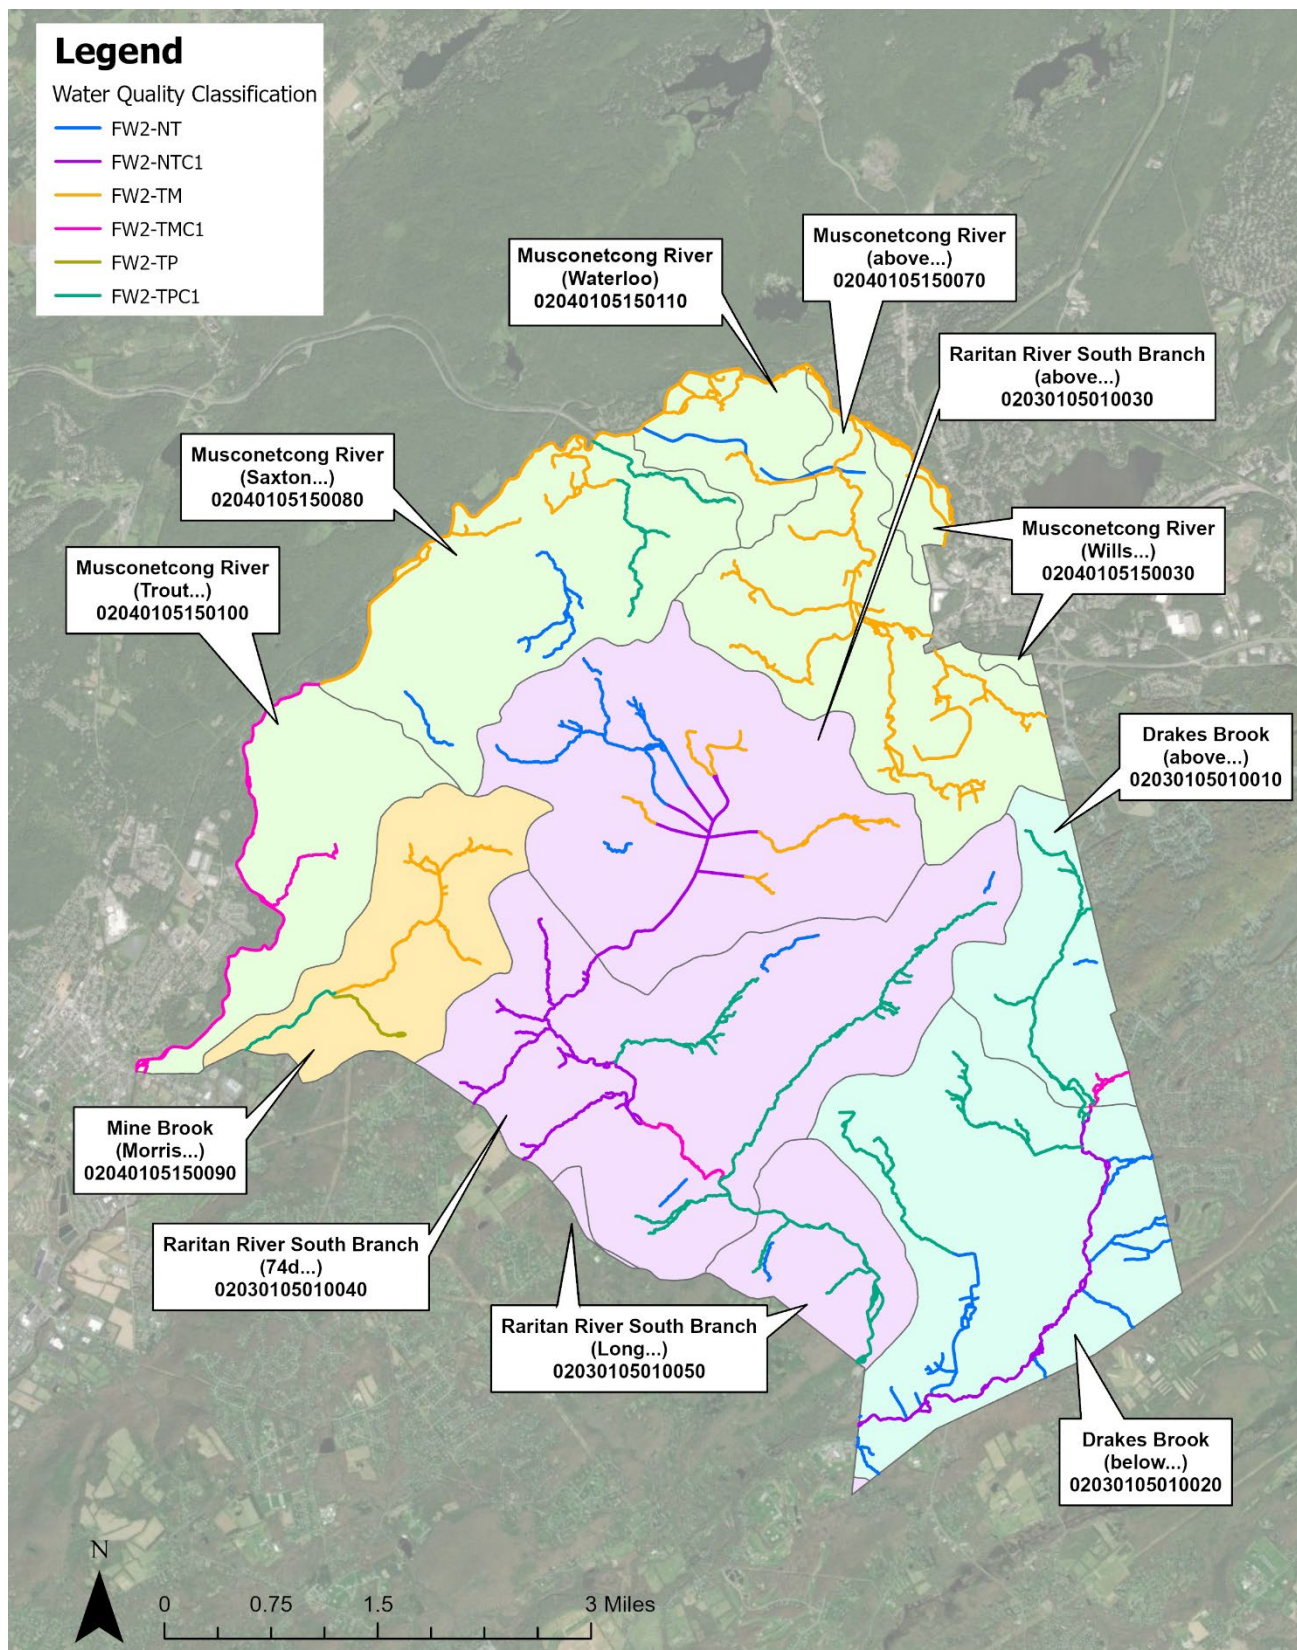 Legend
Water Quality Classification
FW2-NT
FW2-NTC1
FW2-TM
FW2-TMC1
FW2-TP
FW2-TPC1
Musconetcong River
(above...)
02040105150070
Musconetcong River
(Waterloo)
02040105150110
Raritan River South Branch
(above...)
02030105010030
Musconetcong River
(Saxton...)
02040105150080
Musconetcong River
(Wills...)
02040105150030
Musconetcong River
(Trout...)
02040105150100
Drakes Brook
(above...)
02030105010010
Mine Brook
(Morris...)
02040105150090
Raritan River South Branch
(74d...)
02030105010040
Raritan River South Branch
(Long...)
02030105010050
Drakes Brook
(below...)
02030105010020
N
0 0.75 1.5 3 Miles